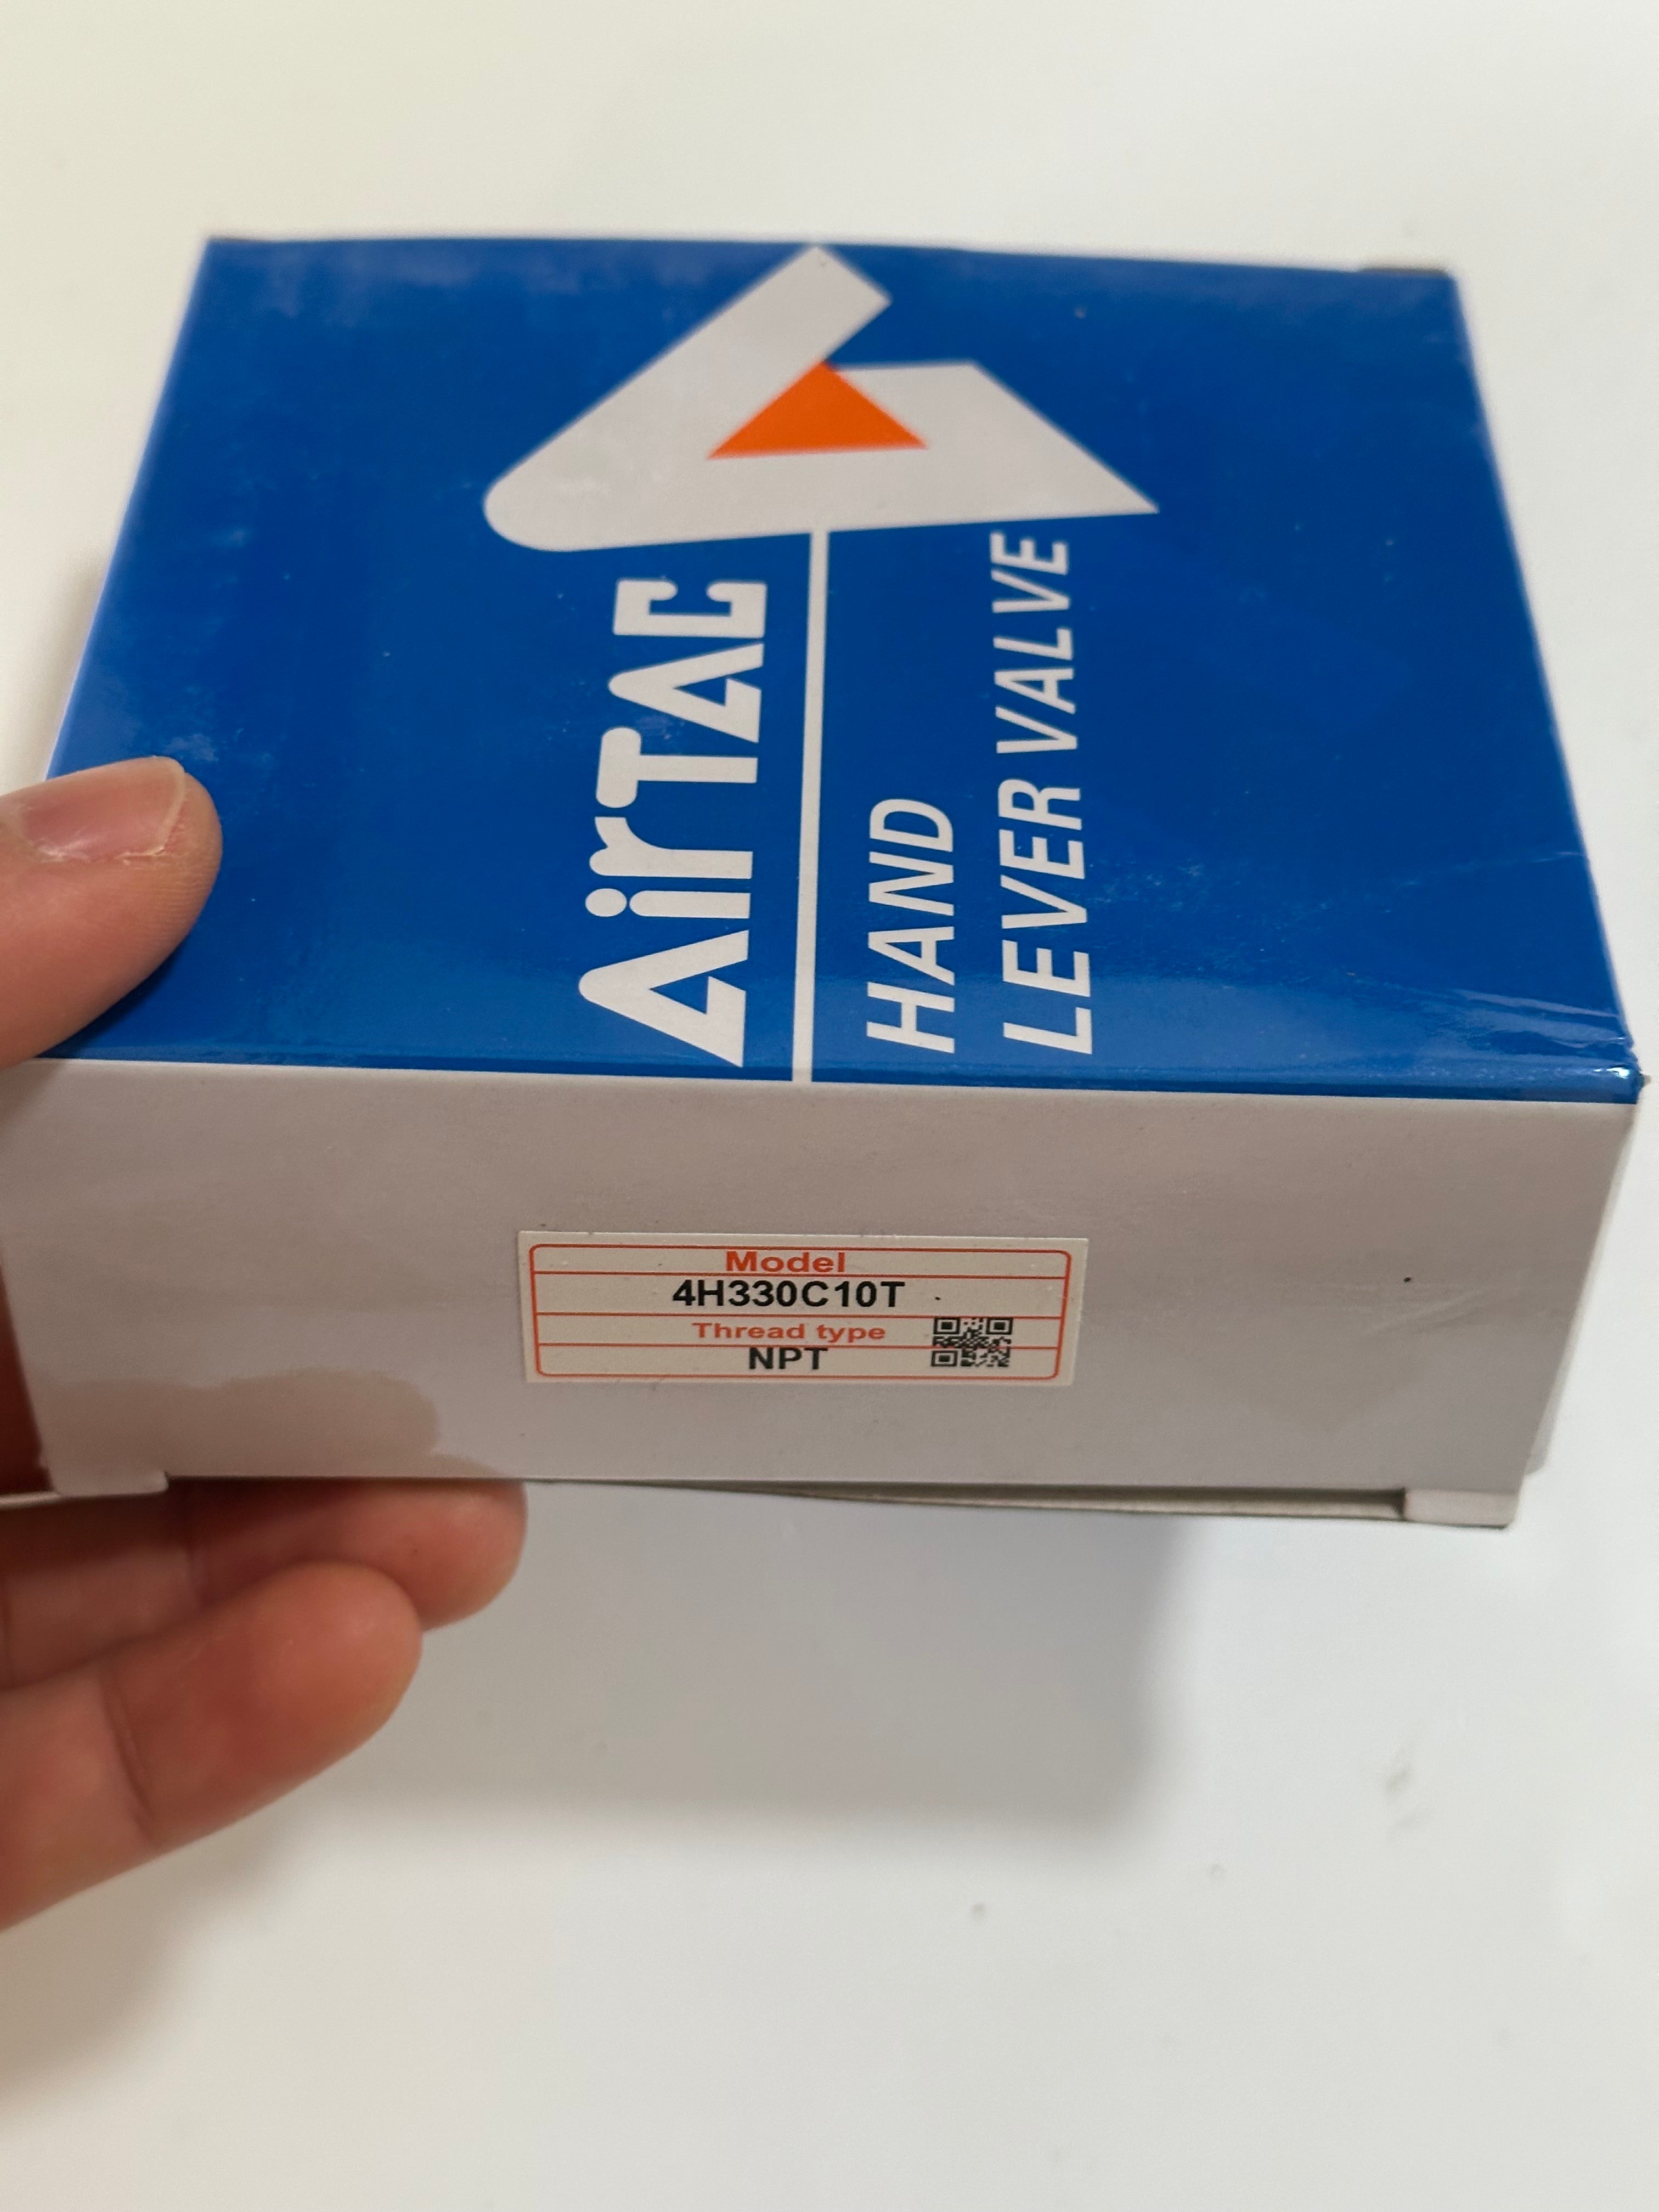 AirTAC
HAND
LEVER VALVE
Model
4H330C10T
Thread type
NPT